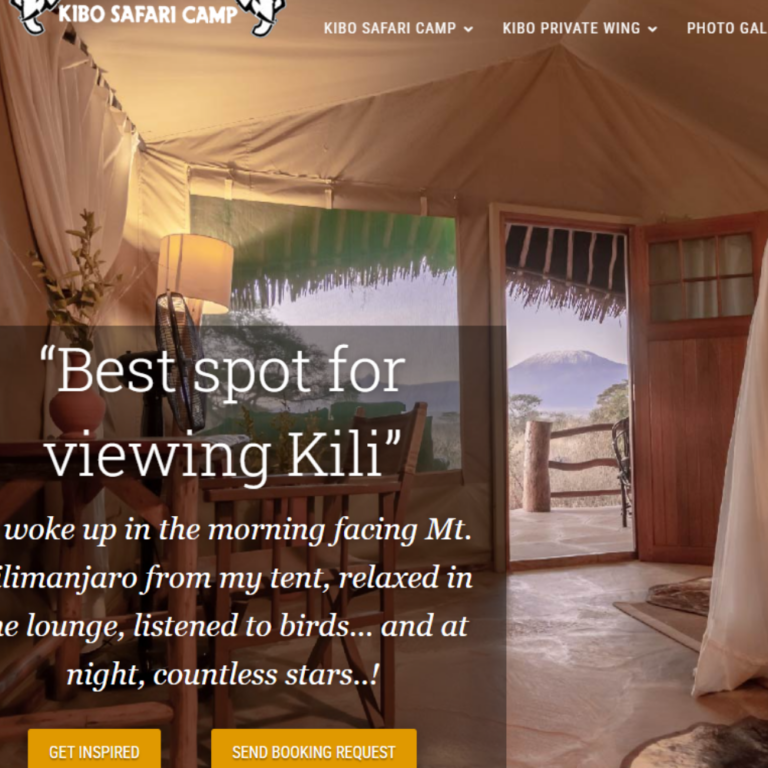 KIBO SAFARI CAMP
KIBO SAFARI CAMP
KIBO PRIVATE WING
PHOTO GAL
“Best spot for
viewing Kili”
woke up in the morning facing Mt.
limanjaro from my tent, relaxed in
e lounge, listened to birds... and at
night, countless stars..!
GET INSPIRED
SEND BOOKING REQUEST